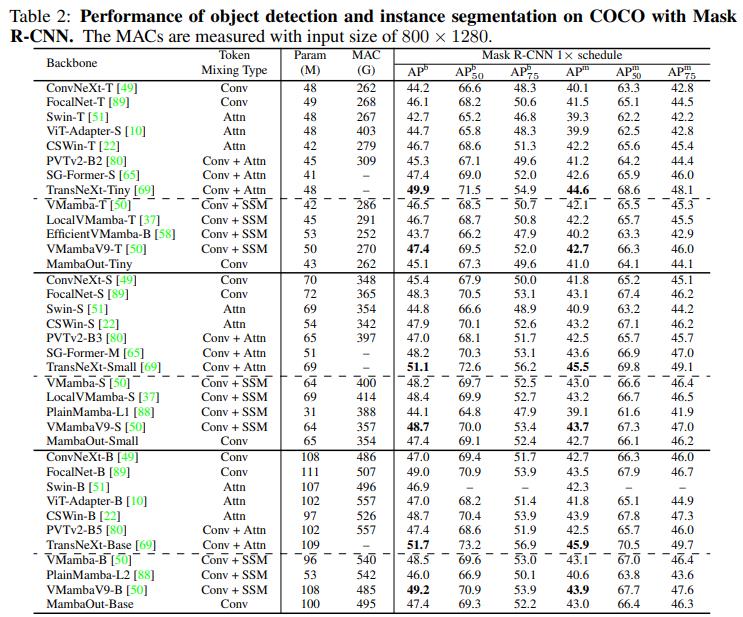 Table 2: Performance of object detection and instance segmentation on COCO with Mask
R-CNN. The MACs are measured with input size of 800 × 1280.
Backbone Token Mixing Type Param (M) MAC (G) Mask R-CNN 1× schedule
AP^b AP^b_50 AP^b_75 AP^m AP^m_50 AP^m_75
ConvNeXt-T [49] Conv 48 262 44.2 66.6 48.3 40.1 63.3 42.8
FocalNet-T [89] Conv 49 268 46.1 68.2 50.6 41.5 65.1 44.5
Swin-T [51] Attn 48 267 42.7 65.2 46.8 39.3 62.2 42.2
ViT-Adapter-S [10] Attn 48 403 44.7 65.8 48.3 39.9 62.5 42.8
CSWin-T [22] Attn 42 279 46.7 68.6 51.3 42.2 65.6 45.4
PVTv2-B2 [80] Conv + Attn 45 309 45.3 67.1 49.6 41.2 64.2 44.4
SG-Former-S [65] Conv + Attn 41 – 47.4 69.0 52.0 42.6 65.9 46.0
TransNeXt-Tiny [69] Conv + Attn 48 – 49.9 71.5 54.9 44.6 68.6 48.1
VMamba-T [50] Conv + SSM 42 286 46.5 68.5 50.7 42.1 65.5 45.3
LocalVMamba-T [37] Conv + SSM 45 291 46.7 68.7 50.8 42.2 65.7 45.5
EfficientVMamba-B [58] Conv + SSM 53 252 43.7 66.2 47.9 40.2 63.3 42.9
VMambaV9-T [50] Conv + SSM 50 270 47.4 69.5 52.0 42.7 66.3 46.0
MambaOut-Tiny Conv 43 262 45.1 67.3 49.6 41.0 64.1 44.1
ConvNeXt-S [49] Conv 70 348 45.4 67.9 50.0 41.8 65.2 45.1
FocalNet-S [89] Conv 72 365 48.3 70.5 53.1 43.1 67.4 46.2
Swin-S [51] Attn 69 354 44.8 66.6 48.9 40.9 63.2 44.2
CSWin-S [22] Attn 54 342 47.9 70.1 52.6 43.2 67.1 46.2
PVTv2-B3 [80] Conv + Attn 65 397 47.0 68.1 51.7 42.5 65.7 45.7
SG-Former-M [65] Conv + Attn 51 – 48.2 70.3 53.1 43.6 66.9 47.0
TransNeXt-Small [69] Conv + Attn 69 – 51.1 72.6 56.2 45.5 69.8 49.1
VMamba-S [50] Conv + SSM 64 400 48.2 69.7 52.5 43.0 66.6 46.4
LocalVMamba-S [37] Conv + SSM 69 414 48.4 69.9 52.7 43.2 66.7 46.5
PlainMamba-L1 [88] Conv + SSM 31 388 44.1 64.8 47.9 39.1 61.6 41.9
VMambaV9-S [50] Conv + SSM 64 357 48.7 70.0 53.4 43.7 67.3 47.0
MambaOut-Small Conv 65 354 47.4 69.1 52.4 42.7 66.1 46.2
ConvNeXt-B [49] Conv 108 486 47.0 69.4 51.7 42.7 66.3 46.0
FocalNet-B [89] Conv 111 507 49.0 70.9 53.9 43.5 67.9 46.7
Swin-B [51] Attn 107 496 46.9 – – 42.3 – –
ViT-Adapter-B [10] Attn 102 557 47.0 68.2 51.4 41.8 65.1 44.9
CSWin-B [22] Attn 97 526 48.7 70.4 53.9 43.9 67.8 47.3
PVTv2-B5 [80] Conv + Attn 102 557 47.4 68.6 51.9 42.5 65.7 46.0
TransNeXt-Base [69] Conv + Attn 109 – 51.7 73.2 56.9 45.9 70.5 49.7
VMamba-B [50] Conv + SSM 96 540 48.5 69.6 53.0 43.1 67.0 46.4
PlainMamba-L2 [88] Conv + SSM 53 542 46.0 66.9 50.1 40.6 63.8 43.6
VMambaV9-B [50] Conv + SSM 108 485 49.2 70.9 53.9 43.9 67.7 47.6
MambaOut-Base Conv 100 495 47.4 69.3 52.2 43.0 66.4 46.3